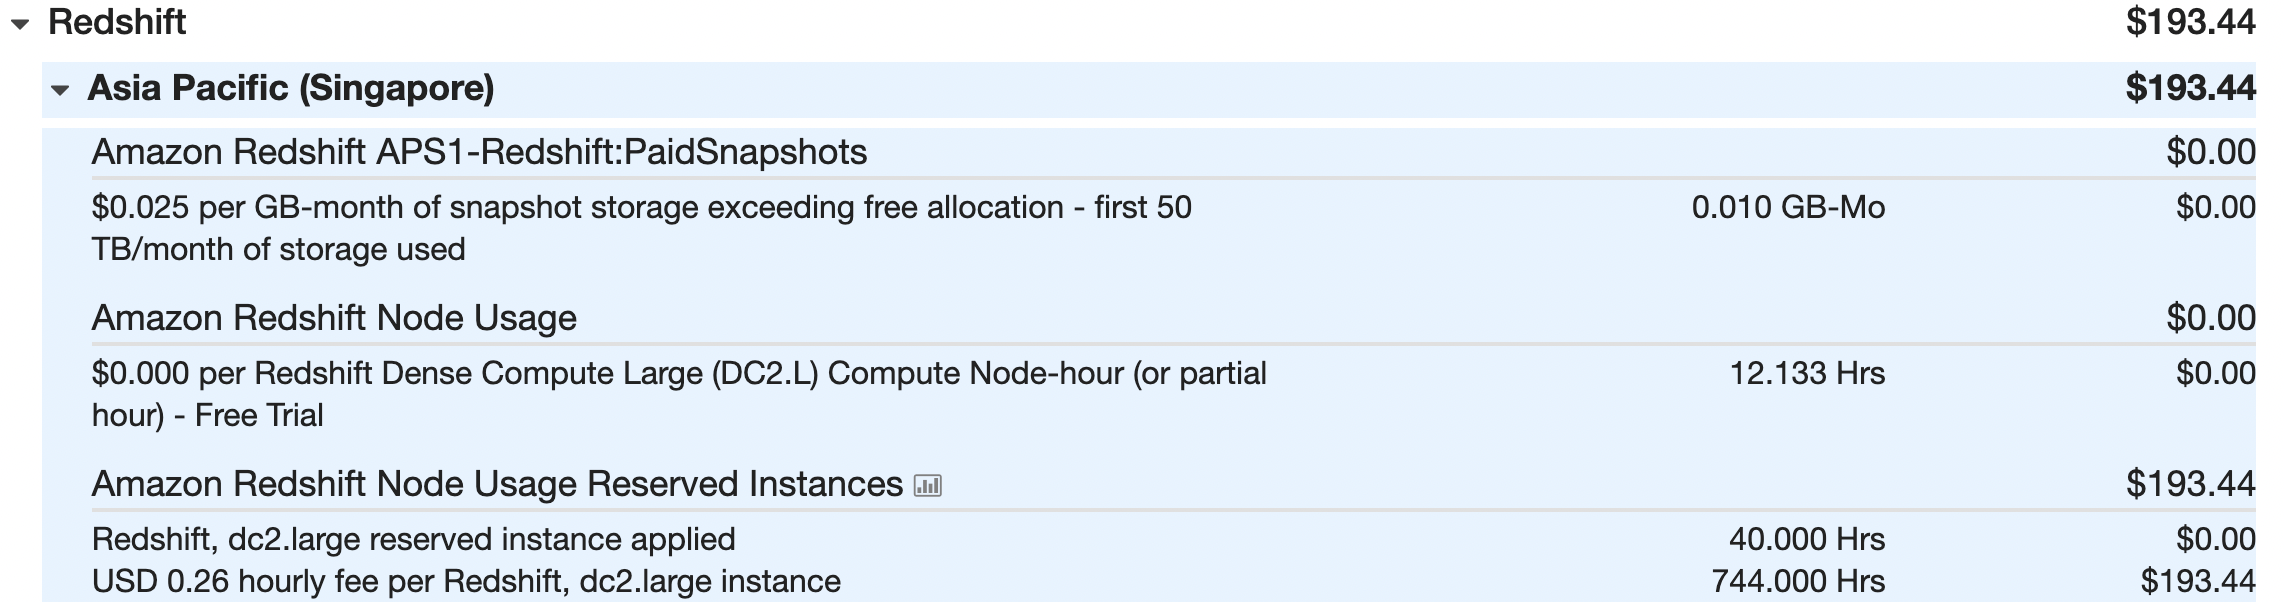 Redshift $193.44
Asia Pacific (Singapore) $193.44
Amazon Redshift APS1-Redshift:PaidSnapshots $0.00
$0.025 per GB-month of snapshot storage exceeding free allocation - first 50 0.010 GB-Mo $0.00
TB/month of storage used
Amazon Redshift Node Usage $0.00
$0.000 per Redshift Dense Compute Large (DC2.L) Compute Node-hour (or partial 12.133 Hrs $0.00
hour) - Free Trial
Amazon Redshift Node Usage Reserved Instances $193.44
Redshift, dc2.large reserved instance applied 40.000 Hrs $0.00
USD 0.26 hourly fee per Redshift, dc2.large instance 744.000 Hrs $193.44